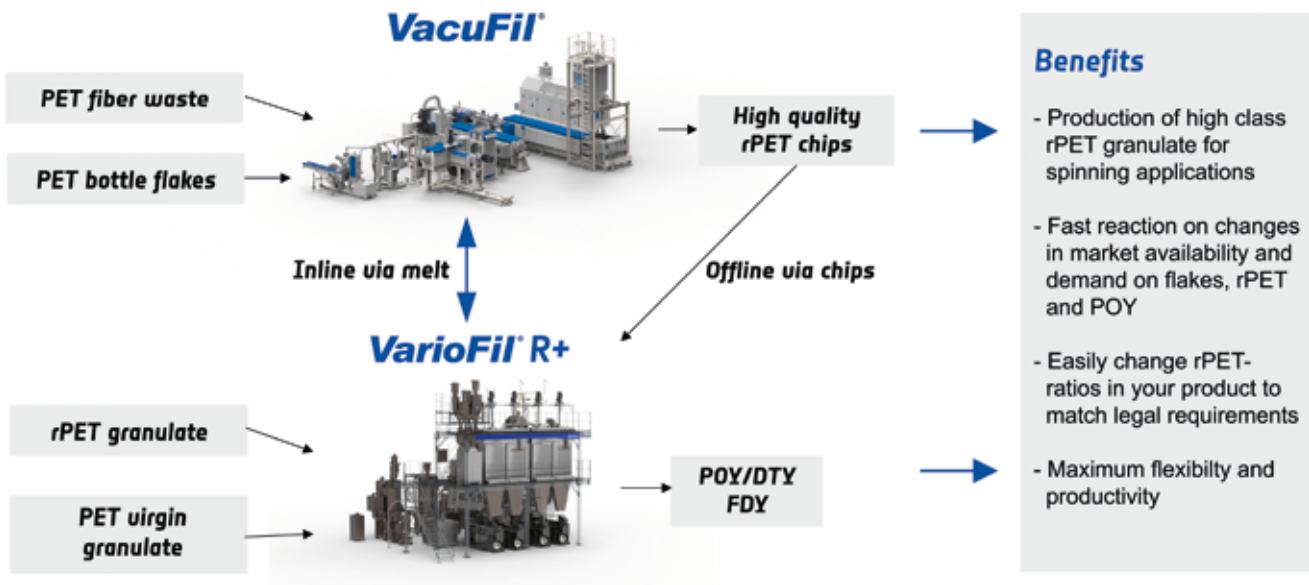 VacuFil®
PET fiber waste
PET bottle flakes
High quality
rPET chips
Inline via melt
Offline via chips
VarioFil® R+
rPET granulate
PET virgin
granulate
POY/DTY
FDY
Benefits
- Production of high class
rPET granulate for
spinning applications
- Fast reaction on changes
in market availability and
demand on flakes, rPET
and POY
- Easily change rPET-
ratios in your product to
match legal requirements
- Maximum flexibilty and
productivity